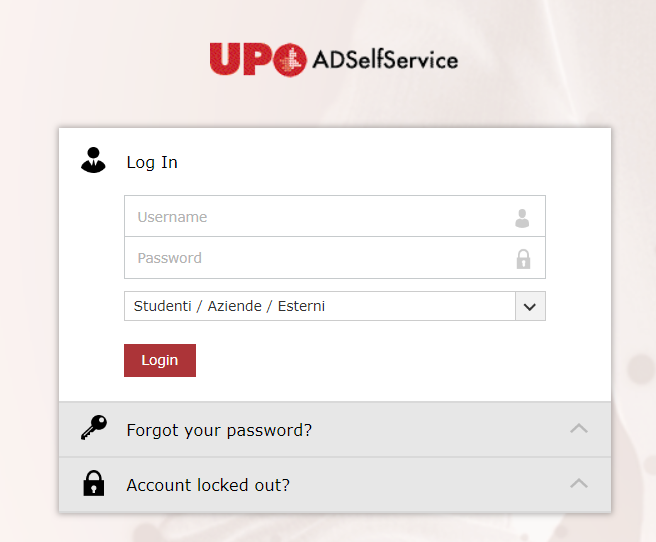 UPO ADSelfService
Log In
Username
Password
Studenti / Aziende / Esterni
Login
Forgot your password?
Account locked out?